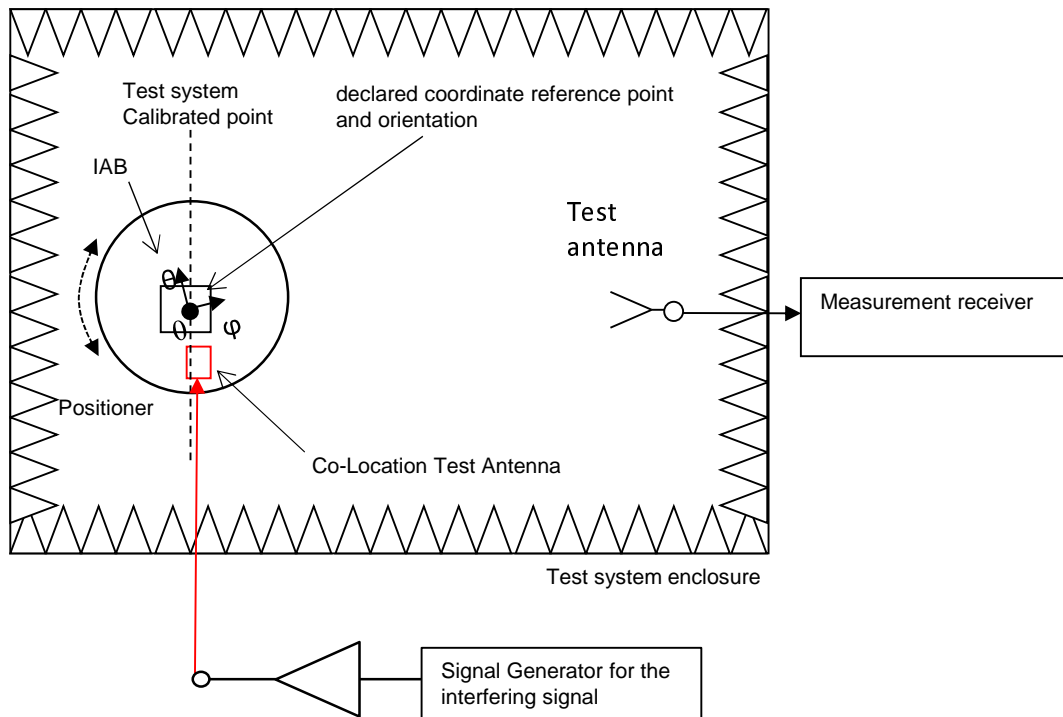 Test system
Calibrated point
declared coordinate reference point
and orientation
IAB
Test
antenna
θ
θ
φ
Measurement receiver
Positioner
Co-Location Test Antenna
Test system enclosure
Signal Generator for the
interfering signal